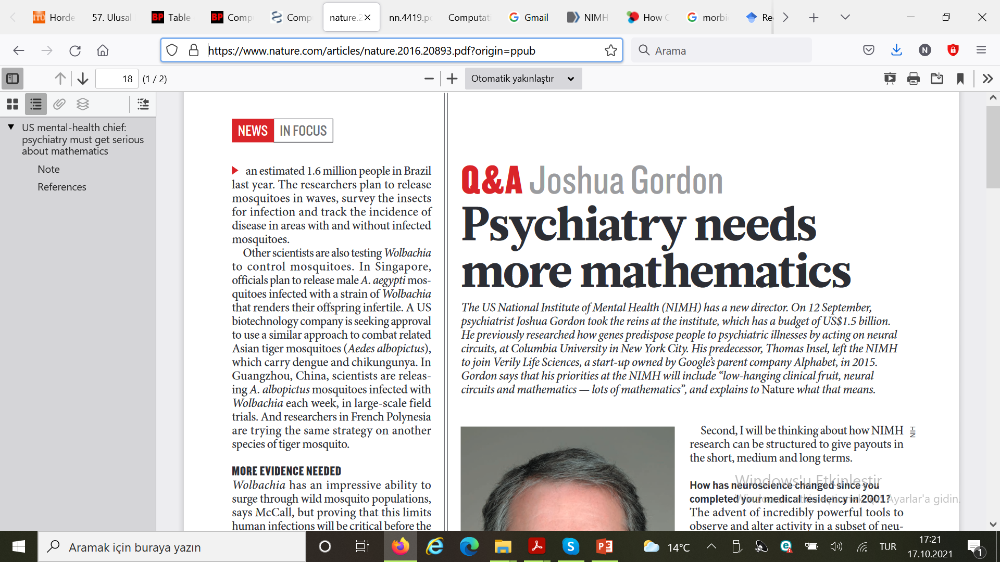 Horde
57. Ulusal
BP Table
BP Comp
Comp
nature.2
nn.4419.pd
Computati
Gmail
NIMH
How
morbi
Re
https://www.nature.com/articles/nature.2016.20893.pdf?origin=ppub
Arama
N
18 (1 / 2)
Otomatik yakınlaştır
US mental-health chief:
psychiatry must get serious
about mathematics
Note
References
NEWS IN FOCUS
an estimated 1.6 million people in Brazil
last year. The researchers plan to release
mosquitoes in waves, survey the insects
for infection and track the incidence of
disease in areas with and without infected
mosquitoes.
Other scientists are also testing Wolbachia
to control mosquitoes. In Singapore,
officials plan to release male A. aegypti mos-
quitoes infected with a strain of Wolbachia
that renders their offspring infertile. A US
biotechnology company is seeking approval
to use a similar approach to combat related
Asian tiger mosquitoes (Aedes albopictus),
which carry dengue and chikungunya. In
Guangzhou, China, scientists are releas-
ing A. albopictus mosquitoes infected with
Wolbachia each week, in large-scale field
trials. And researchers in French Polynesia
are trying the same strategy on another
species of tiger mosquito.
MORE EVIDENCE NEEDED
Wolbachia has an impressive ability to
surge through wild mosquito populations,
says McCall, but proving that this limits
human infections will be critical before the
Q&A Joshua Gordon
Psychiatry needs
more mathematics
The US National Institute of Mental Health (NIMH) has a new director. On 12 September,
psychiatrist Joshua Gordon took the reins at the institute, which has a budget of US$1.5 billion.
He previously researched how genes predispose people to psychiatric illnesses by acting on neural
circuits, at Columbia University in New York City. His predecessor, Thomas Insel, left the NIMH
to join Verily Life Sciences, a start-up owned by Google's parent company Alphabet, in 2015.
Gordon says that his priorities at the NIMH will include “low-hanging clinical fruit, neural
circuits and mathematics — lots of mathematics”, and explains to Nature what that means.
NIH
Second, I will be thinking about how NIMH
research can be structured to give payouts in
the short, medium and long terms.
How has neuroscience changed since you
completed your medical residency in 2001?
The advent of incredibly powerful tools to
observe and alter activity in a subset of neu-
Windows'u Etkinleştir
Windows'u etkinleştirmek için Ayarlar'a gidin.
Aramak için buraya yazın
14°C
TUR
17:21
17.10.2021
1